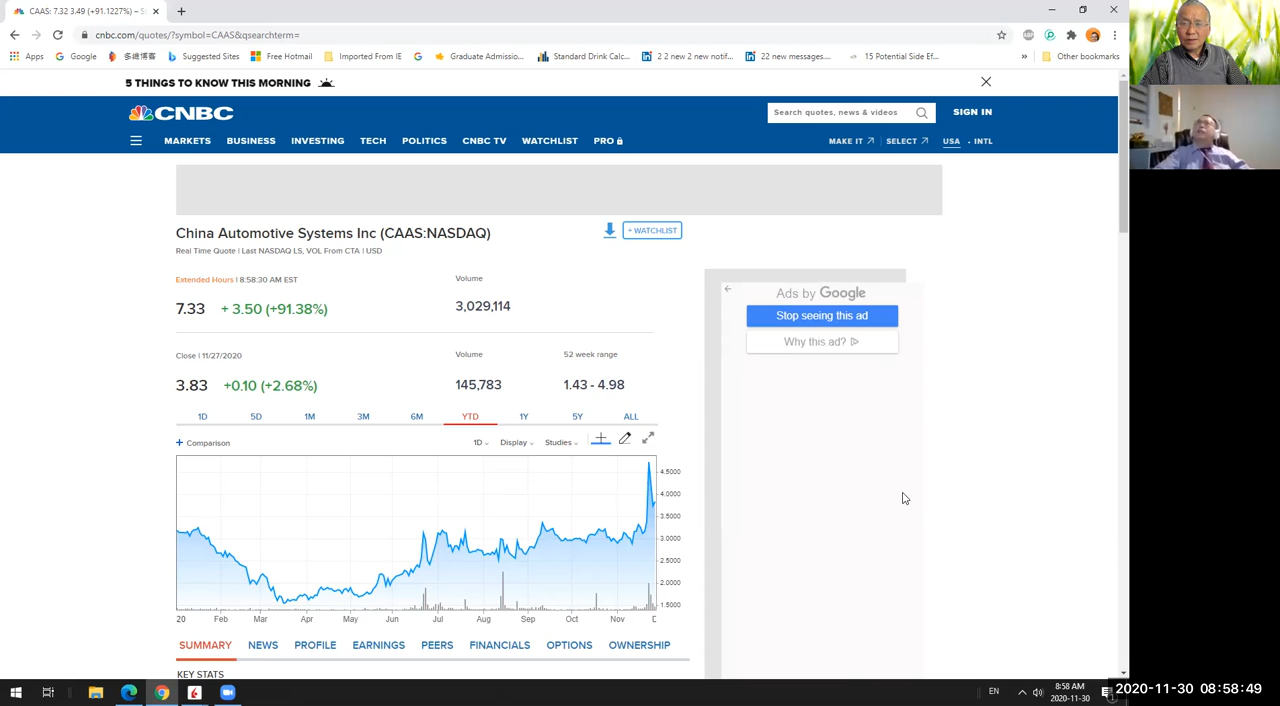 CAAS: 7.32 3.49 (+91.1227%) – S
cnbc.com/quotes/?symbol=CAAS&qsearchterm=
Apps Google 多維博客 Suggested Sites Free Hotmail Imported From IE Graduate Admissio... Standard Drink Calc... 2 2 new 2 new notif... 22 new messages.... 15 Potential Side Ef... » Other bookmarks
5 THINGS TO KNOW THIS MORNING
CNBC
Search quotes, news & videos
SIGN IN
MARKETS BUSINESS INVESTING TECH POLITICS CNBC TV WATCHLIST PRO
MAKE IT SELECT USA • INTL
China Automotive Systems Inc (CAAS:NASDAQ)
+ WATCHLIST
Real Time Quote | Last NASDAQ LS, VOL From CTA | USD
Extended Hours | 8:58:30 AM EST
Volume
7.33 + 3.50 (+91.38%)
3,029,114
Close | 11/27/2020
Volume
52 week range
3.83 +0.10 (+2.68%)
145,783
1.43 - 4.98
1D 5D 1M 3M 6M YTD 1Y 5Y ALL
+ Comparison
1D Display Studies
4.5000
4.0000
3.5000
3.0000
2.5000
2.0000
1.5000
20 Feb Mar Apr May Jun Jul Aug Sep Oct Nov D
SUMMARY NEWS PROFILE EARNINGS PEERS FINANCIALS OPTIONS OWNERSHIP
KEY STATS
Ads by Google
Stop seeing this ad
Why this ad?
EN
8:58 AM
2020-11-30
2020-11-30 08:58:49